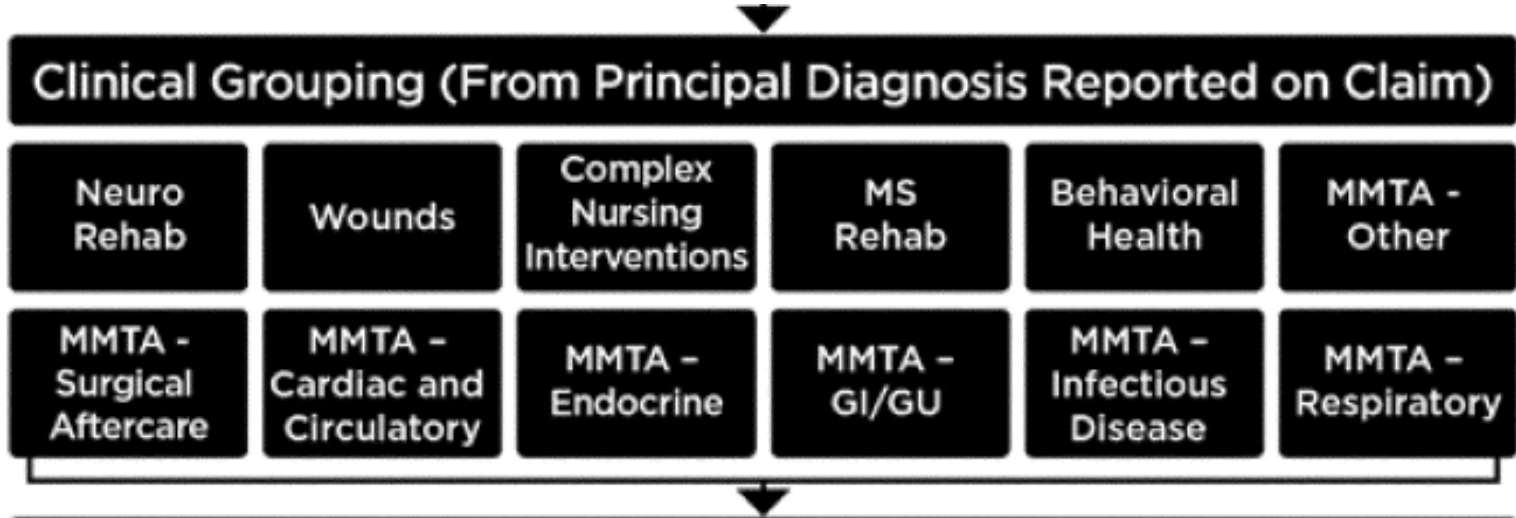 Clinical Grouping (From Principal Diagnosis Reported on Claim)
Neuro
Rehab
Wounds
Complex
Nursing
Interventions
MS
Rehab
Behavioral
Health
MMTA -
Other
MMTA -
Surgical
Aftercare
MMTA –
Cardiac and
Circulatory
MMTA –
Endocrine
MMTA –
GI/GU
MMTA –
Infectious
Disease
MMTA –
Respiratory